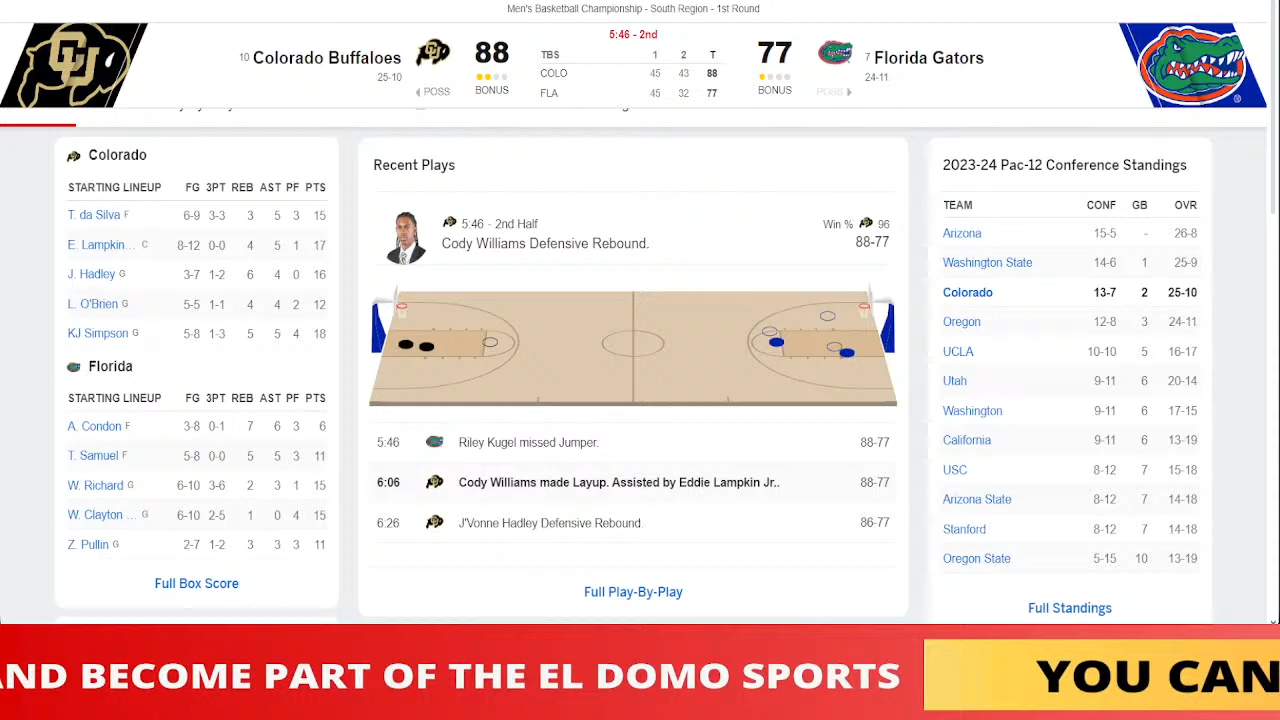 Men's Basketball Championship - South Region - 1st Round
10 Colorado Buffaloes
25-10
88
BONUS
POSS
5:46 - 2nd
TBS 1 2 T
COLO 45 43 88
FLA 45 32 77
77
BONUS
POSS
7 Florida Gators
24-11
Colorado
STARTING LINEUP FG 3PT REB AST PF PTS
T. da Silva F 6-9 3-3 3 5 3 15
E. Lampkin... C 8-12 0-0 4 5 1 17
J. Hadley G 3-7 1-2 6 4 0 16
L. O'Brien G 5-5 1-1 4 4 2 12
KJ Simpson G 5-8 1-3 5 5 4 18
Florida
STARTING LINEUP FG 3PT REB AST PF PTS
A. Condon F 3-8 0-1 7 6 3 6
T. Samuel F 5-8 0-0 5 5 3 11
W. Richard G 6-10 3-6 2 3 1 15
W. Clayton ... G 6-10 2-5 1 0 4 15
Z. Pullin G 2-7 1-2 3 3 3 11
Full Box Score
Recent Plays
5:46 - 2nd Half
Cody Williams Defensive Rebound.
Win % 96
88-77
5:46 Riley Kugel missed Jumper. 88-77
6:06 Cody Williams made Layup. Assisted by Eddie Lampkin Jr.. 88-77
6:26 J'Vonne Hadley Defensive Rebound. 86-77
Full Play-By-Play
2023-24 Pac-12 Conference Standings
TEAM CONF GB OVR
Arizona 15-5 - 26-8
Washington State 14-6 1 25-9
Colorado 13-7 2 25-10
Oregon 12-8 3 24-11
UCLA 10-10 5 16-17
Utah 9-11 6 20-14
Washington 9-11 6 17-15
California 9-11 6 13-19
USC 8-12 7 15-18
Arizona State 8-12 7 14-18
Stanford 8-12 7 14-18
Oregon State 5-15 10 13-19
Full Standings
AND BECOME PART OF THE EL DOMO SPORTS
YOU CAN